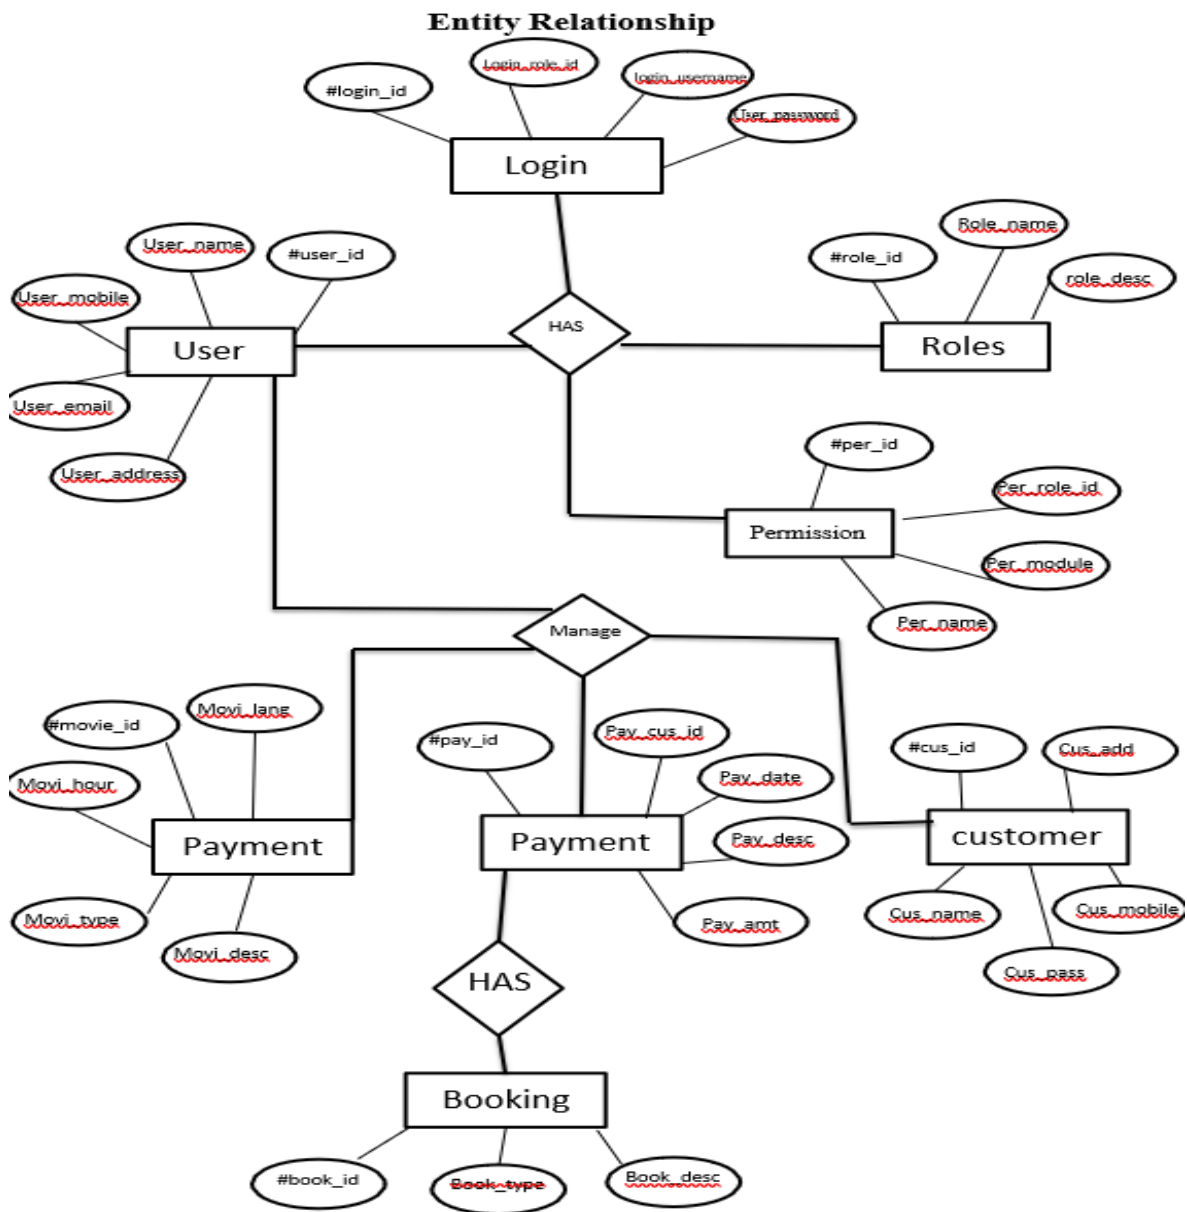 Entity Relationship
#login_id
Login_role_id
login_username
User_password
Login
User_name
#user_id
User_mobile
User
User_email
User_address
HAS
#role_id
Role_name
role_desc
Roles
#per_id
Per_role_id
Permission
Per_module
Per_name
Manage
#movie_id
Movi_lang
Movi_hour
Payment
Movi_type
Movi_desc
#pay_id
Pay_cus_id
Pay_date
Payment
Pay_desc
Pay_amt
#cus_id
Cus_add
customer
Cus_name
Cus_mobile
Cus_pass
HAS
Booking
#book_id
Book_type
Book_desc